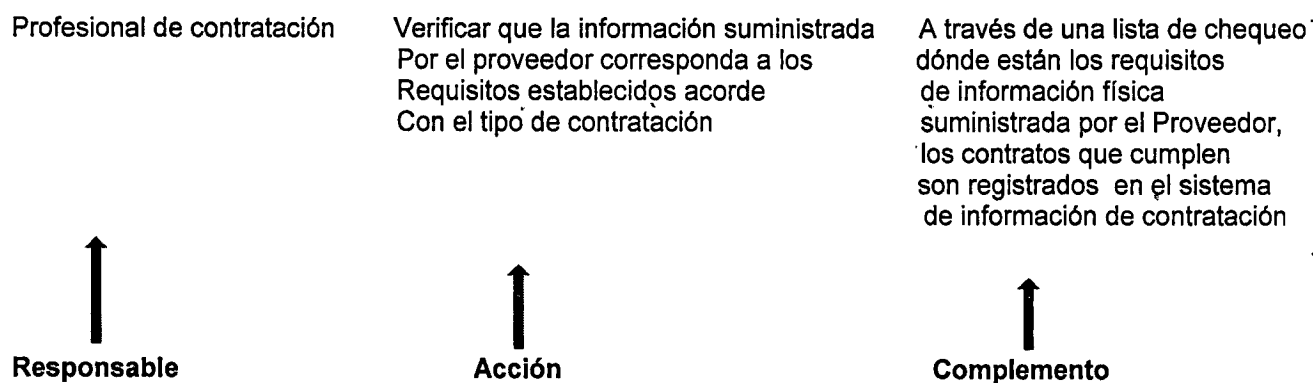 Profesional de contratación
Verificar que la información suministrada
Por el proveedor corresponda a los
Requisitos establecidos acorde
Con el tipo de contratación
A través de una lista de chequeo
dónde están los requisitos
de información física
suministrada por el Proveedor,
los contratos que cumplen
son registrados en el sistema
de información de contratación
Responsable
Acción
Complemento